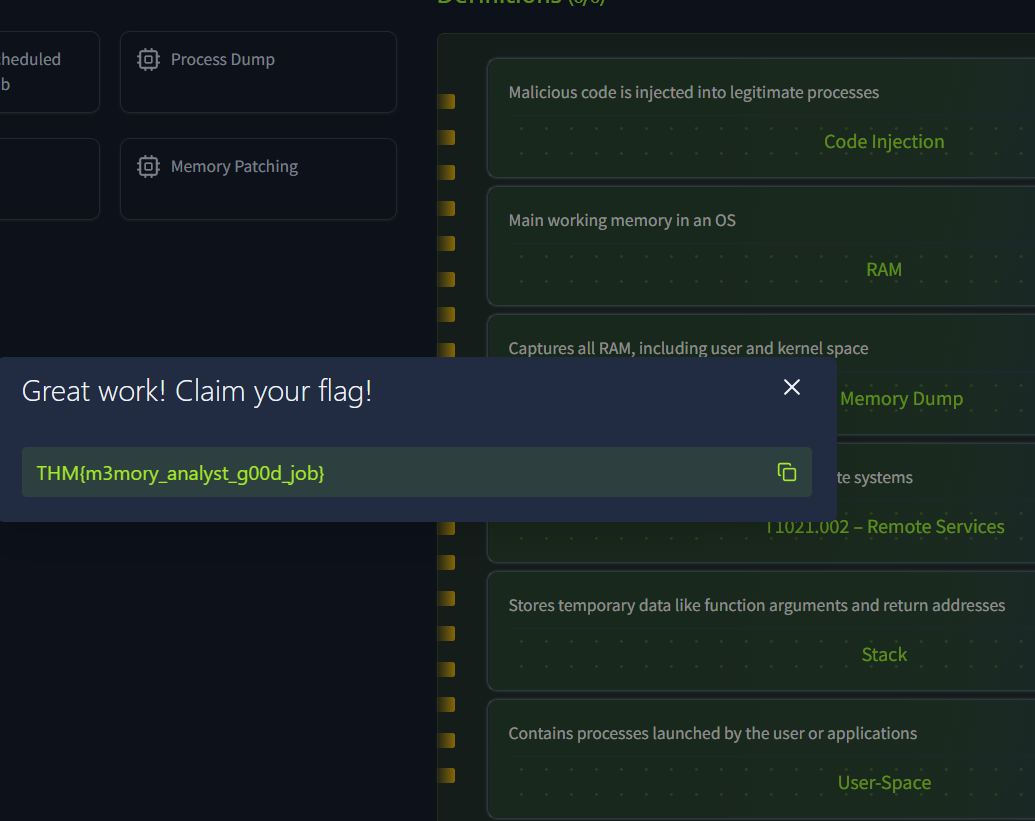 Definitions (6/6)
heduled
b
Process Dump
Memory Patching
Malicious code is injected into legitimate processes
Code Injection
Main working memory in an OS
RAM
Captures all RAM, including user and kernel space
Memory Dump
Great work! Claim your flag!
THM{m3mory_analyst_g00d_job}
te systems
T1021.002 – Remote Services
Stores temporary data like function arguments and return addresses
Stack
Contains processes launched by the user or applications
User-Space